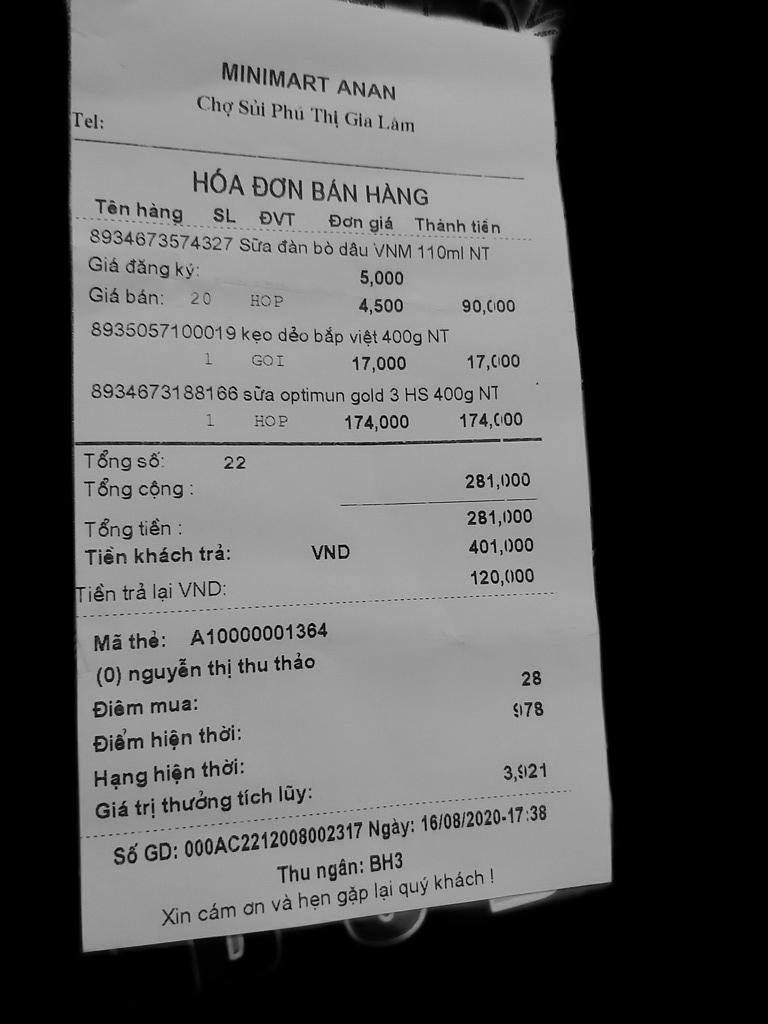 MINIMART ANAN
Chợ Sủi Phú Thị Gia Lâm
Tel:
HÓA ĐƠN BÁN HÀNG
Tên hàng SL ĐVT Đơn giá Thành tiền
8934673574327 Sữa đàn bò dâu VNM 110ml NT
Giá đăng ký: 5,000
Giá bán: 20 HOP 4,500 90,000
8935057100019 kẹo dẻo bắp việt 400g NT
1 GOI 17,000 17,000
8934673188166 sữa optimun gold 3 HS 400g NT
1 HOP 174,000 174,000
Tổng số: 22
Tổng cộng : 281,000
Tổng tiền : 281,000
Tiền khách trả: VND 401,000
Tiền trả lại VND: 120,000
Mã thẻ: A10000001364
(0) nguyễn thị thu thảo
Điểm mua: 28
Điểm hiện thời: 978
Hạng hiện thời:
Giá trị thưởng tích lũy: 3,921
Số GD: 000AC2212008002317 Ngày: 16/08/2020-17:38
Thu ngân: BH3
Xin cám ơn và hẹn gặp lại quý khách !